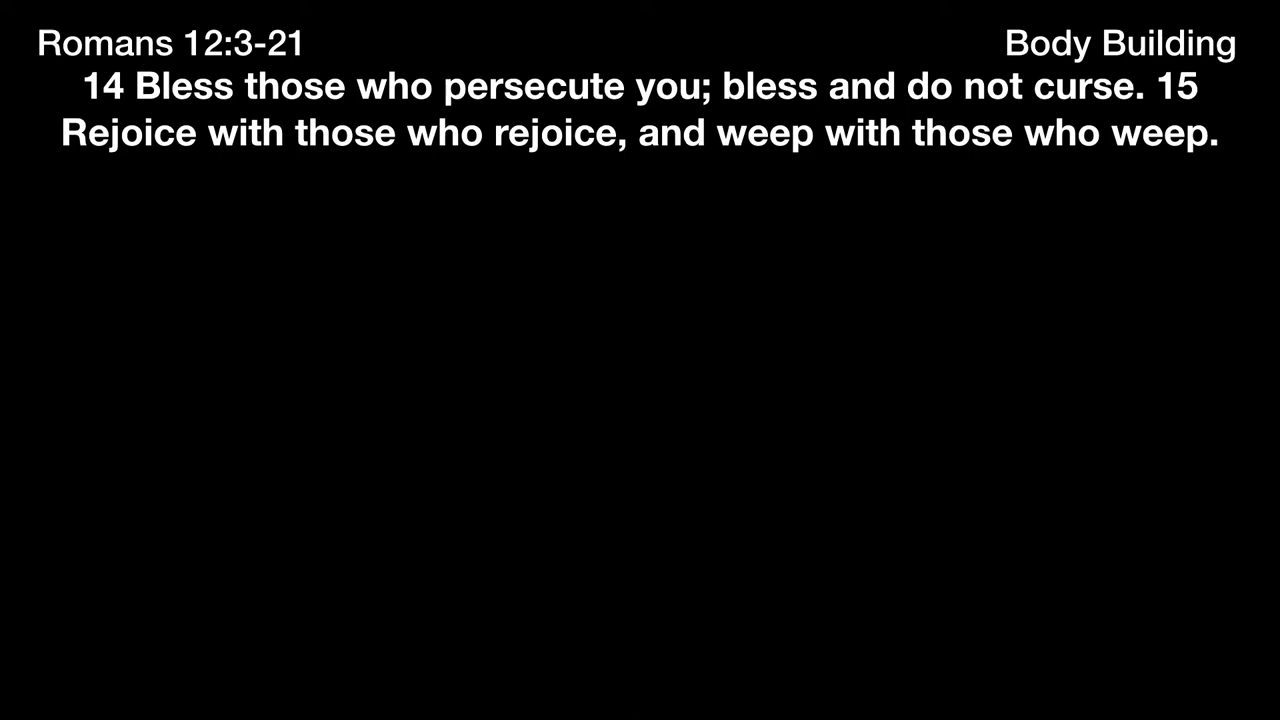 Romans 12:3-21
Body Building
14 Bless those who persecute you; bless and do not curse. 15
Rejoice with those who rejoice, and weep with those who weep.